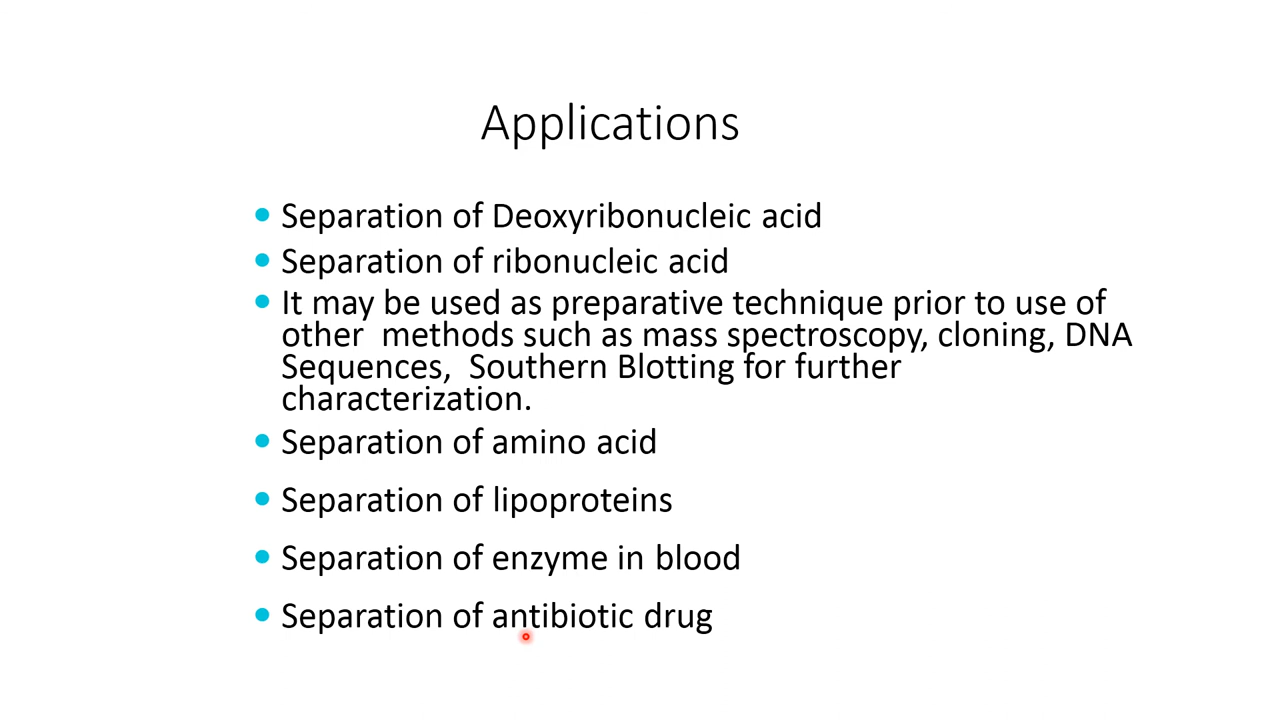 Applications
• Separation of Deoxyribonucleic acid
• Separation of ribonucleic acid
• It may be used as preparative technique prior to use of
other  methods such as mass spectroscopy, cloning, DNA
Sequences,  Southern Blotting for further
characterization.
• Separation of amino acid
• Separation of lipoproteins
• Separation of enzyme in blood
• Separation of antibiotic drug